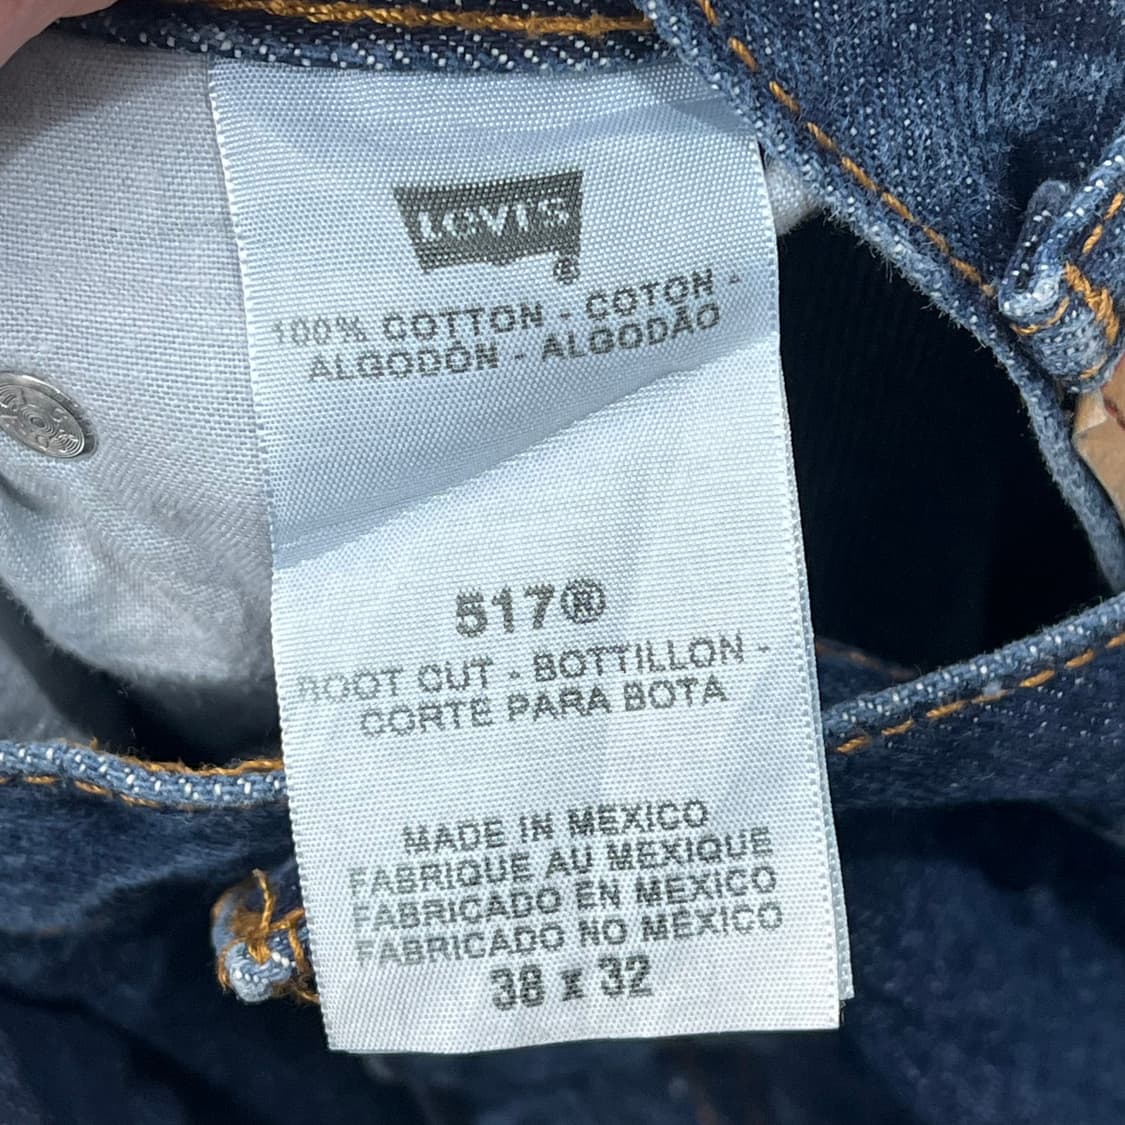 LEVI'S
®
100% COTTON - COTON -
ALGODÓN - ALGODÃO
517®
BOOT CUT - BOTTILLON -
CORTE PARA BOTA
MADE IN MEXICO
FABRIQUE AU MEXIQUE
FABRICADO EN MEXICO
FABRICADO NO MÉXICO
38 x 32